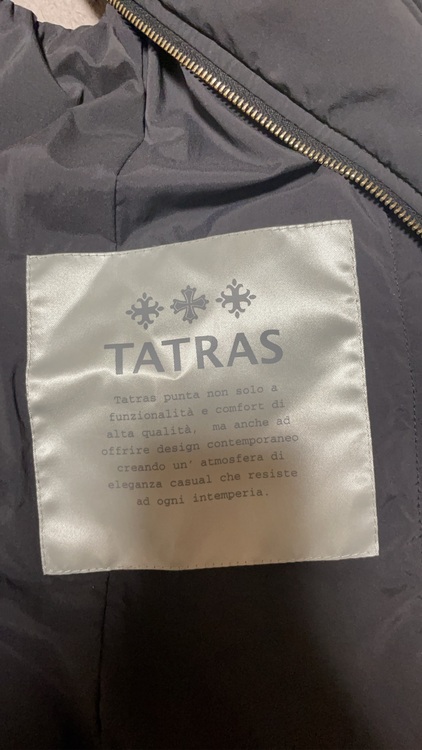 TATRAS
Tatras punta non solo a
funzionalità e comfort di
alta qualità, ma anche ad
offrire design contemporaneo
creando un' atmosfera di
eleganza casual che resiste
ad ogni intemperia.